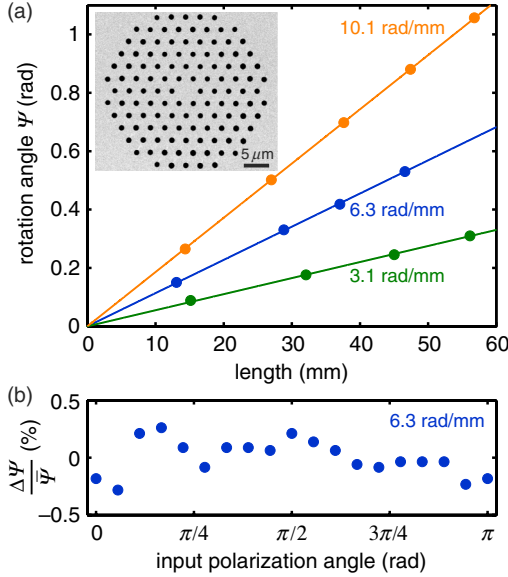 (a)
1
0.8
0.6
0.4
0.2
0
rotation angle Ψ (rad)
10.1 rad/mm
5 μm
6.3 rad/mm
3.1 rad/mm
0 10 20 30 40 50 60
length (mm)
(b)
0.5
0
−0.5
ΔΨ
Ψ̄ (%)
6.3 rad/mm
0 π/4 π/2 3π/4 π
input polarization angle (rad)